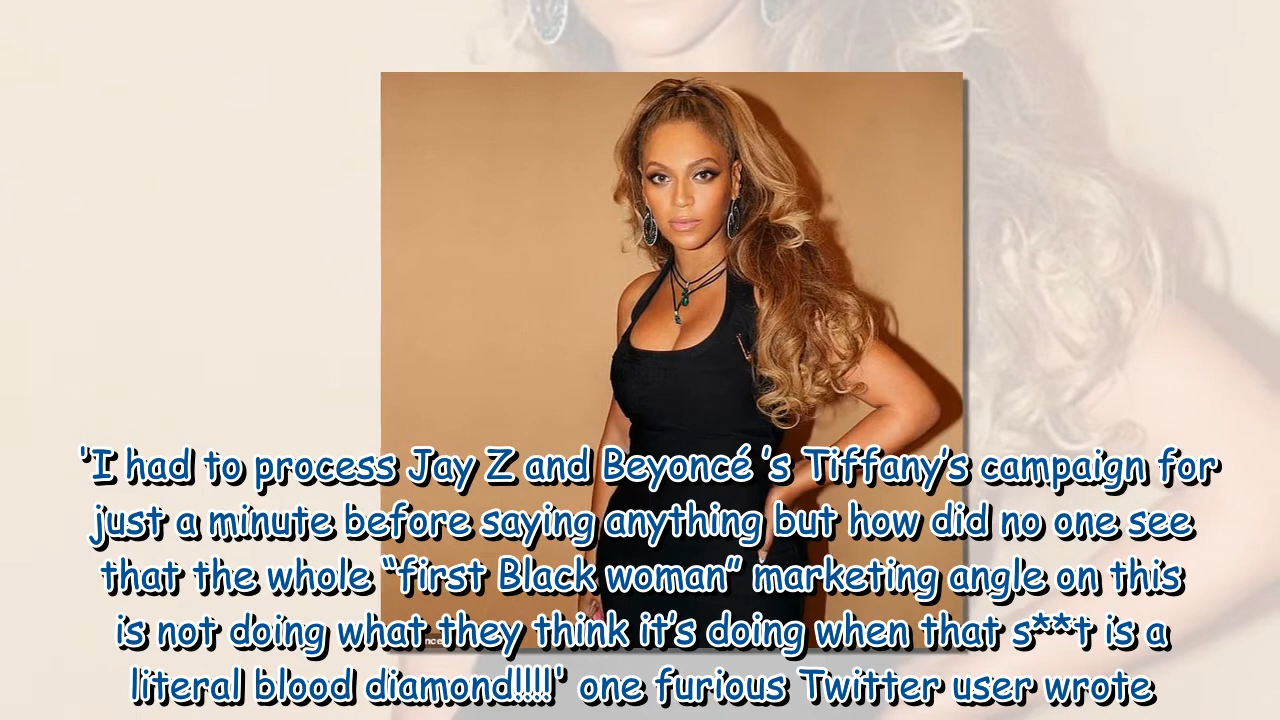 'I had to process Jay Z and Beyoncé 's Tiffany’s campaign for
just a minute before saying anything but how did no one see
that the whole “first Black woman” marketing angle on this
is not doing what they think it’s doing when that s**t is a
literal blood diamond!!!!' one furious Twitter user wrote